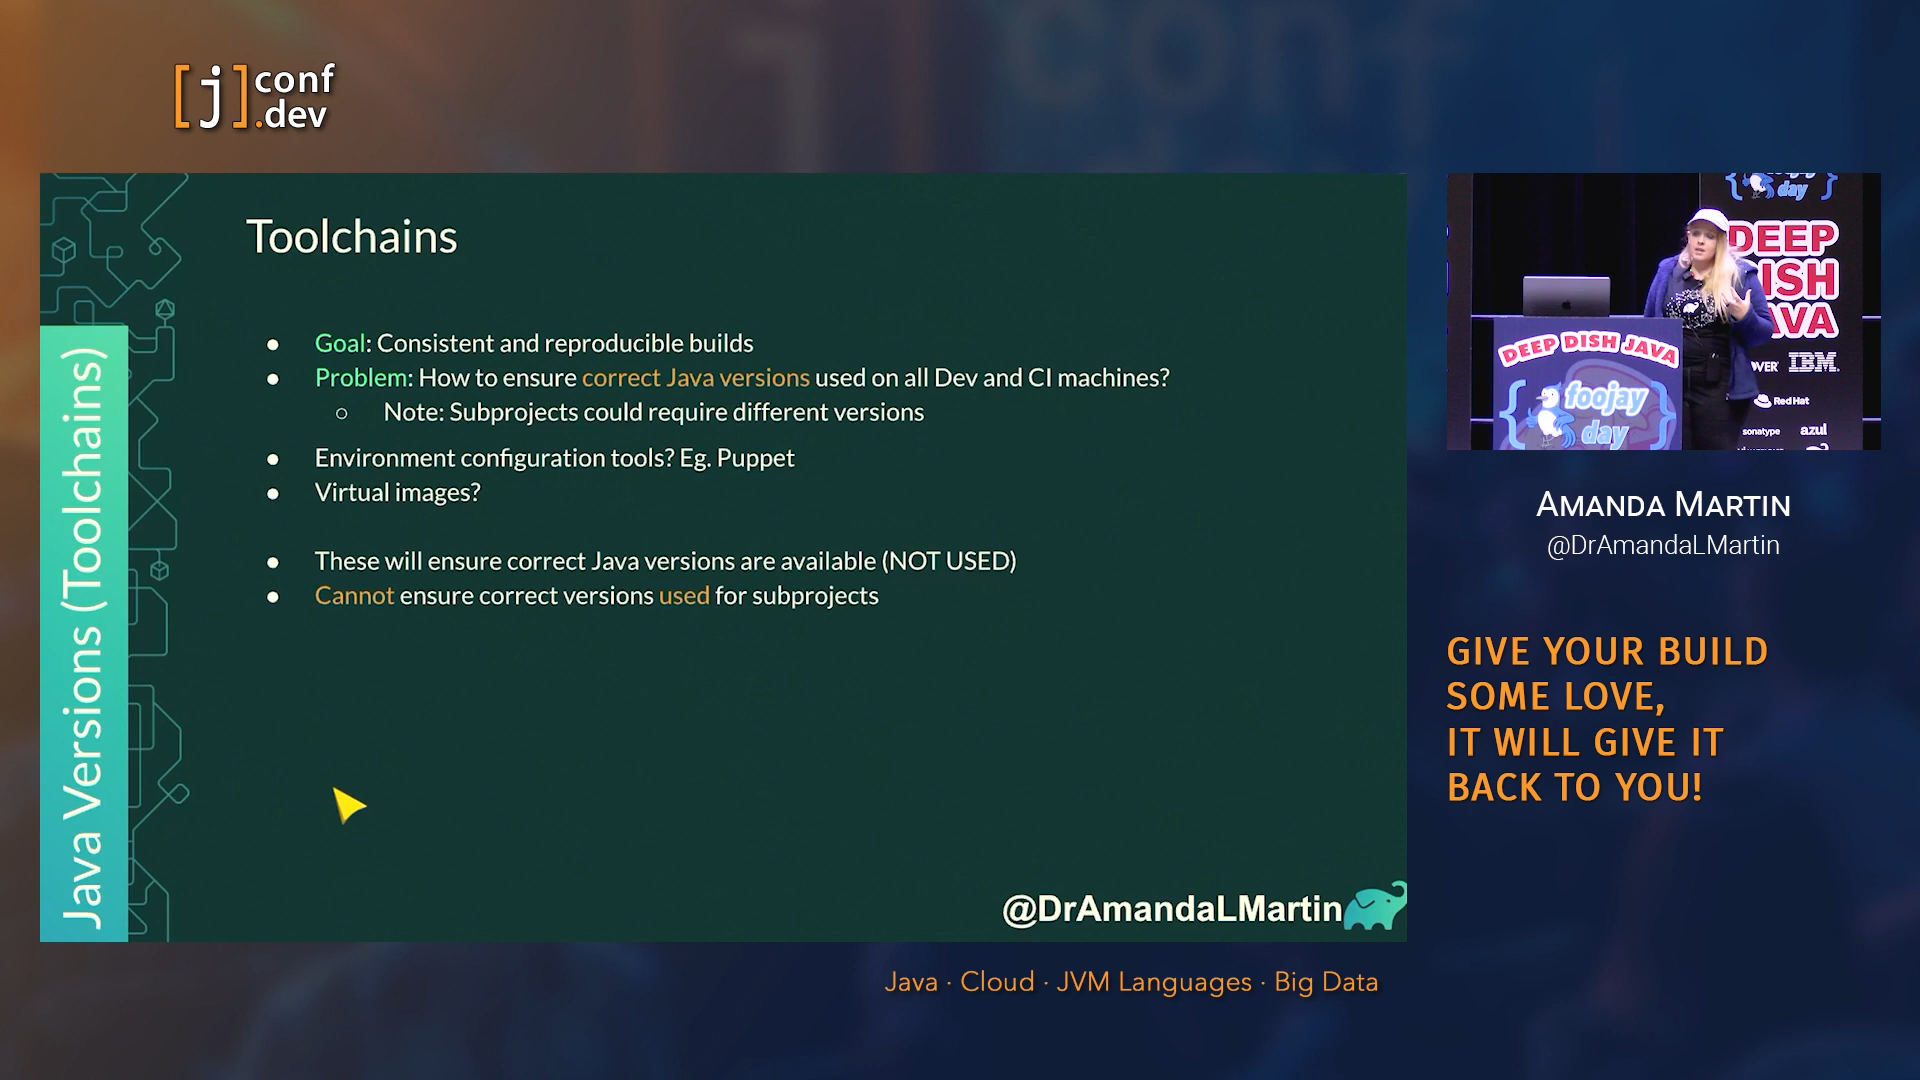 [j] conf
.dev
Java Versions (Toolchains)
Toolchains
● Goal: Consistent and reproducible builds
● Problem: How to ensure correct Java versions used on all Dev and CI machines?
○ Note: Subprojects could require different versions
● Environment configuration tools? Eg. Puppet
● Virtual images?
● These will ensure correct Java versions are available (NOT USED)
● Cannot ensure correct versions used for subprojects
@DrAmandaLMartin
day
DEEP
DISH
JAVA
IBM
Red Hat
sonatype azul
DEEP DISH JAVA
foojay
day
AMANDA MARTIN
@DrAmandaLMartin
GIVE YOUR BUILD
SOME LOVE,
IT WILL GIVE IT
BACK TO YOU!
Java · Cloud · JVM Languages · Big Data